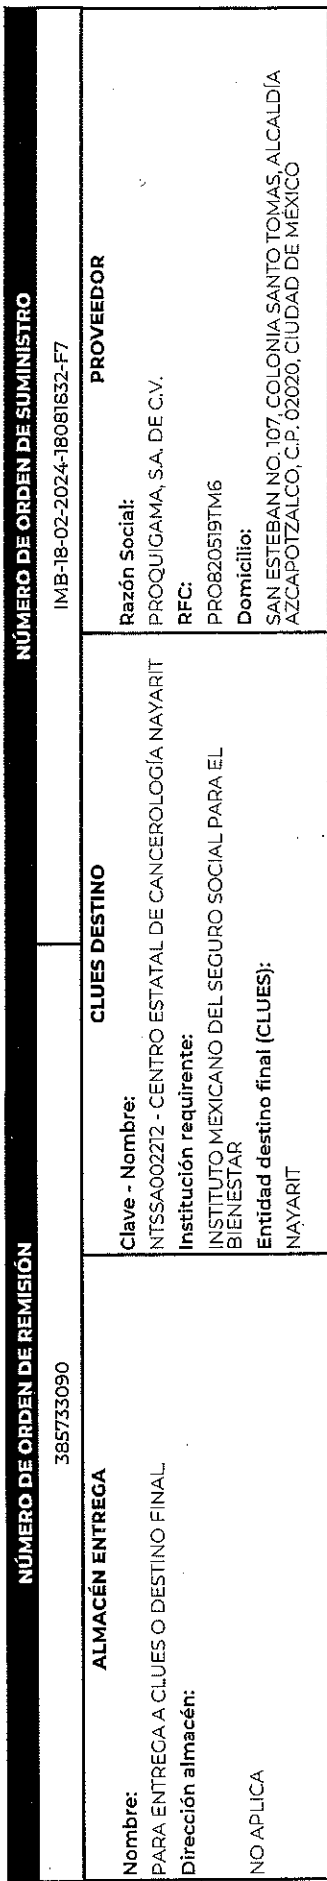 NÚMERO DE ORDEN DE REMISIÓN
385733090
NÚMERO DE ORDEN DE SUMINISTRO
IMB-18-02-2024-18081632-F7
ALMACÉN ENTREGA
Nombre:
PARA ENTREGA A CLUES O DESTINO FINAL
Dirección almacén:
NO APLICA
CLUES DESTINO
Clave - Nombre:
NTSSA002212 - CENTRO ESTATAL DE CANCEROLOGÍA NAYARIT
Institución requirente:
INSTITUTO MEXICANO DEL SEGURO SOCIAL PARA EL
BIENESTAR
Entidad destino final (CLUES):
NAYARIT
PROVEEDOR
Razón Social:
PROQUIGAMA, S.A. DE C.V.
RFC:
PRO820519TM6
Domicilio:
SAN ESTEBAN NO. 107, COLONIA SANTO TOMAS, ALCALDÍA
AZCAPOTZALCO, C.P. 02020, CIUDAD DE MÉXICO